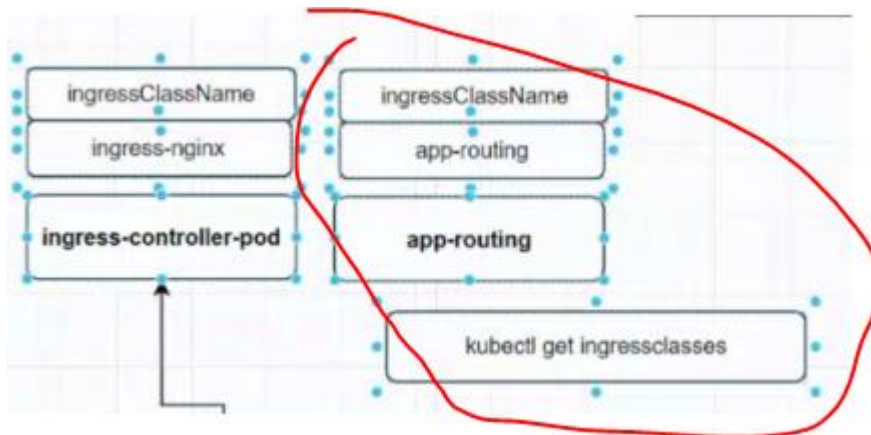 ingressClassName
ingress-nginx
ingress-controller-pod
ingressClassName
app-routing
app-routing
kubectl get ingressclasses